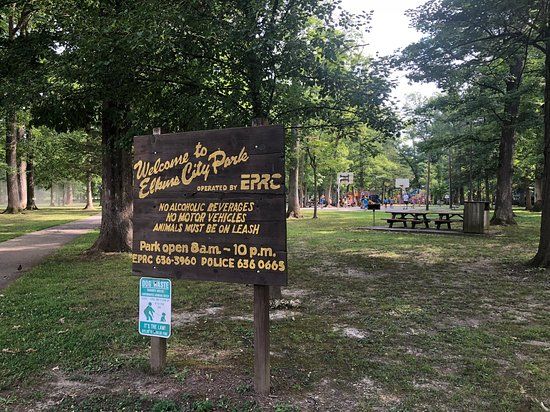 Welcome to
Elkins City Park
OPERATED BY EPRC
NO ALCOHOLIC BEVERAGES
NO MOTOR VEHICLES
ANIMALS MUST BE ON LEASH
Park open 8 a.m. ~ 10 p.m.
EPRC 636-3960 POLICE 636 0665
DOG WASTE
IT'S THE LAW!